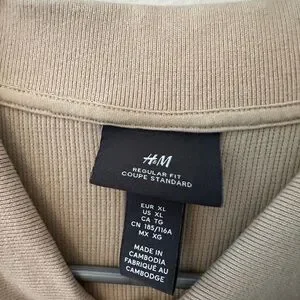 H&M
REGULAR FIT
COUPE STANDARD
EUR XL
US XL
CA TG
CN 185/116A
MX XG
MADE IN
CAMBODIA
FABRIQUÉ AU
CAMBODGE